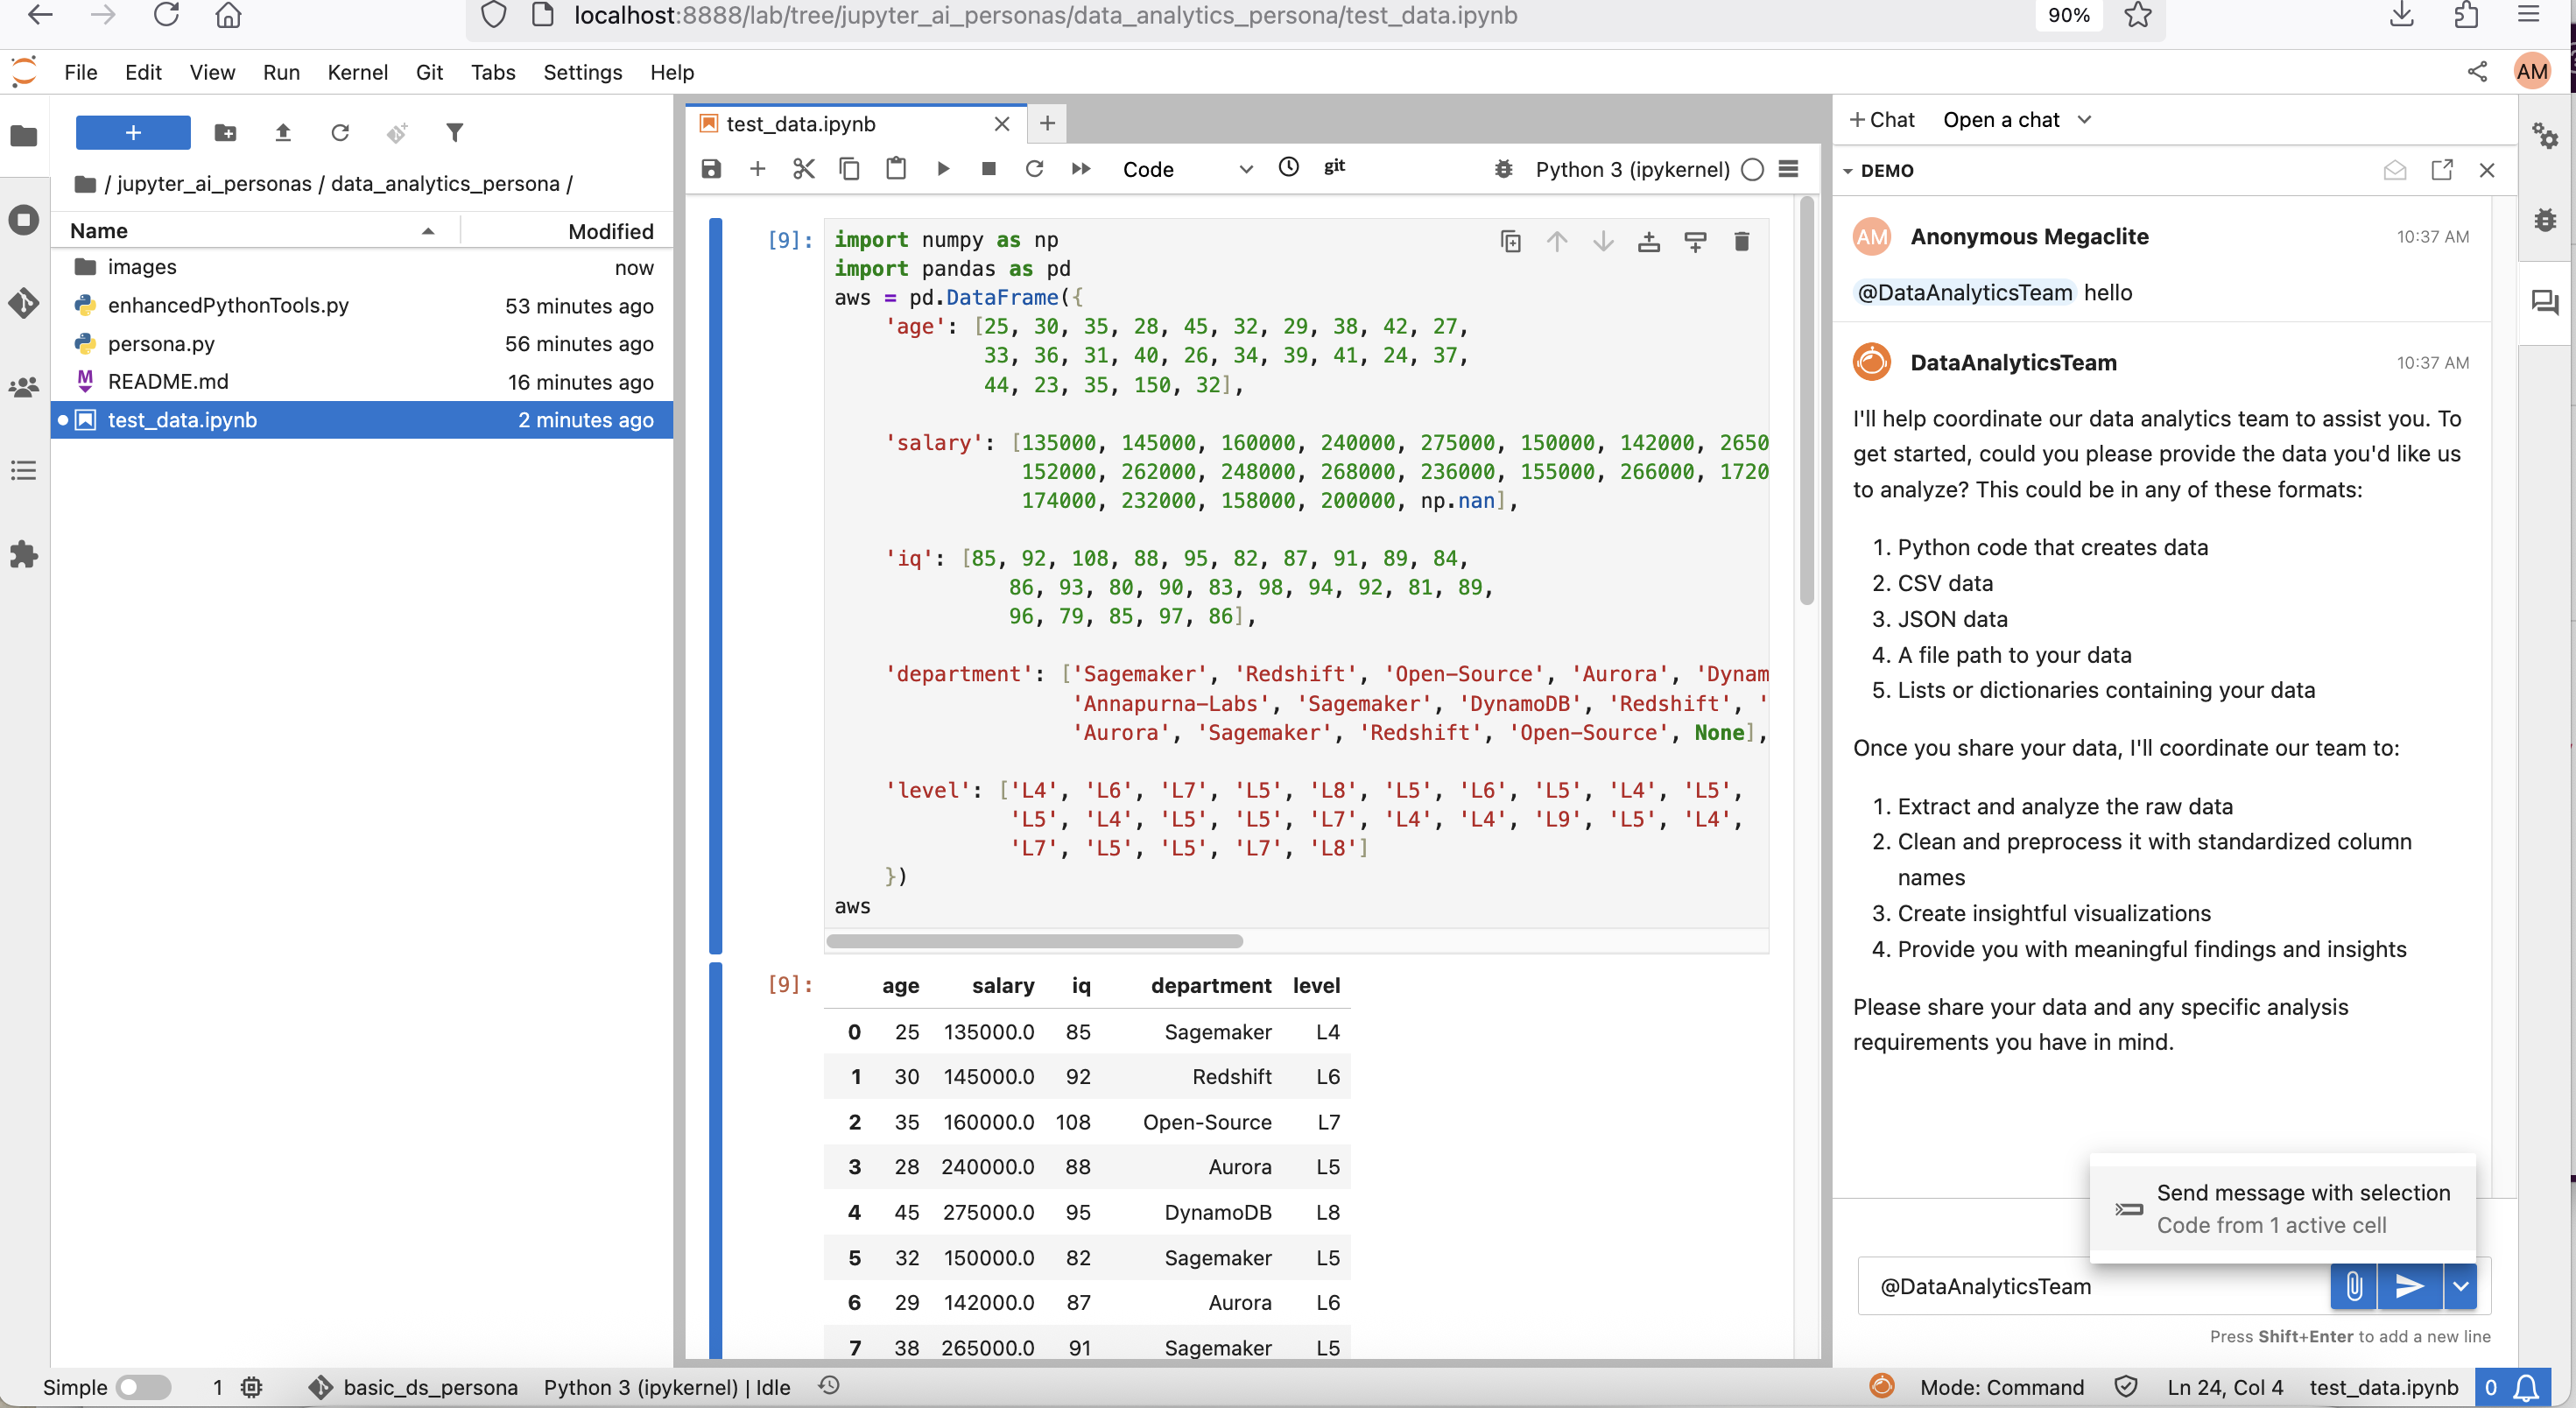 localhost:8888/lab/tree/jupyter_ai_personas/data_analytics_persona/test_data.ipynb
90%
File Edit View Run Kernel Git Tabs Settings Help
AM
+
/ jupyter_ai_personas / data_analytics_persona /
Name Modified
images now
enhancedPythonTools.py 53 minutes ago
persona.py 56 minutes ago
README.md 16 minutes ago
test_data.ipynb 2 minutes ago
test_data.ipynb
Code git Python 3 (ipykernel)
[9]: import numpy as np
import pandas as pd
aws = pd.DataFrame({
'age': [25, 30, 35, 28, 45, 32, 29, 38, 42, 27,
33, 36, 31, 40, 26, 34, 39, 41, 24, 37,
44, 23, 35, 150, 32],
'salary': [135000, 145000, 160000, 240000, 275000, 150000, 142000, 2650
152000, 262000, 248000, 268000, 236000, 155000, 266000, 1720
174000, 232000, 158000, 200000, np.nan],
'iq': [85, 92, 108, 88, 95, 82, 87, 91, 89, 84,
86, 93, 80, 90, 83, 98, 94, 92, 81, 89,
96, 79, 85, 97, 86],
'department': ['Sagemaker', 'Redshift', 'Open-Source', 'Aurora', 'Dynam
'Annapurna-Labs', 'Sagemaker', 'DynamoDB', 'Redshift', '
'Aurora', 'Sagemaker', 'Redshift', 'Open-Source', None],
'level': ['L4', 'L6', 'L7', 'L5', 'L8', 'L5', 'L6', 'L5', 'L4', 'L5',
'L5', 'L4', 'L5', 'L5', 'L7', 'L4', 'L4', 'L9', 'L5', 'L4',
'L7', 'L5', 'L5', 'L7', 'L8']
})
aws
[9]: age salary iq department level
0 25 135000.0 85 Sagemaker L4
1 30 145000.0 92 Redshift L6
2 35 160000.0 108 Open-Source L7
3 28 240000.0 88 Aurora L5
4 45 275000.0 95 DynamoDB L8
5 32 150000.0 82 Sagemaker L5
6 29 142000.0 87 Aurora L6
7 38 265000.0 91 Sagemaker L5
+ Chat Open a chat
DEMO
AM Anonymous Megaclite 10:37 AM
@DataAnalyticsTeam hello
DataAnalyticsTeam 10:37 AM
I'll help coordinate our data analytics team to assist you. To
get started, could you please provide the data you'd like us
to analyze? This could be in any of these formats:
1. Python code that creates data
2. CSV data
3. JSON data
4. A file path to your data
5. Lists or dictionaries containing your data
Once you share your data, I'll coordinate our team to:
1. Extract and analyze the raw data
2. Clean and preprocess it with standardized column
names
3. Create insightful visualizations
4. Provide you with meaningful findings and insights
Please share your data and any specific analysis
requirements you have in mind.
Send message with selection
Code from 1 active cell
@DataAnalyticsTeam
Press Shift+Enter to add a new line
Simple 1 basic_ds_persona Python 3 (ipykernel) | Idle Mode: Command Ln 24, Col 4 test_data.ipynb 0